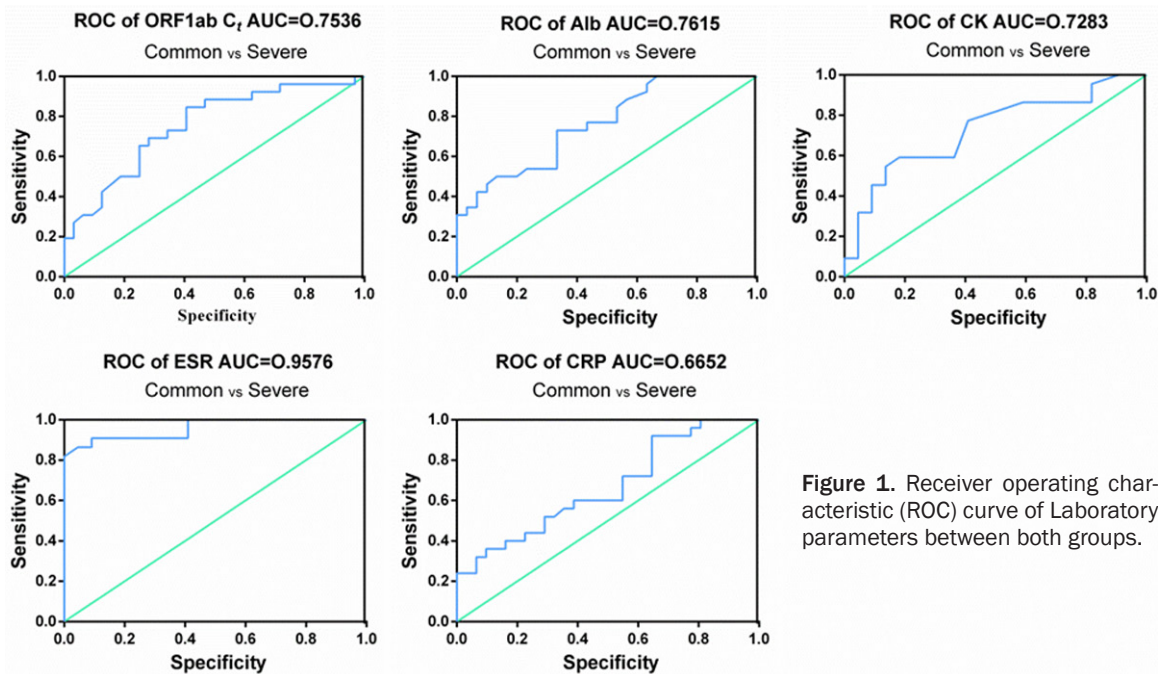 ROC of ORF1ab Ct AUC=0.7536
Common vs Severe
1.0
0.8
0.6
0.4
0.2
0.0
Sensitivity
0.0 0.2 0.4 0.6 0.8 1.0
Specificity
ROC of Alb AUC=0.7615
Common vs Severe
1.0
0.8
0.6
0.4
0.2
0.0
Sensitivity
0.0 0.2 0.4 0.6 0.8 1.0
Specificity
ROC of CK AUC=0.7283
Common vs Severe
1.0
0.8
0.6
0.4
0.2
0.0
Sensitivity
0.0 0.2 0.4 0.6 0.8 1.0
Specificity
ROC of ESR AUC=0.9576
Common vs Severe
1.0
0.8
0.6
0.4
0.2
0.0
Sensitivity
0.0 0.2 0.4 0.6 0.8 1.0
Specificity
ROC of CRP AUC=0.6652
Common vs Severe
1.0
0.8
0.6
0.4
0.2
0.0
Sensitivity
0.0 0.2 0.4 0.6 0.8 1.0
Specificity
Figure 1. Receiver operating char-
acteristic (ROC) curve of Laboratory
parameters between both groups.